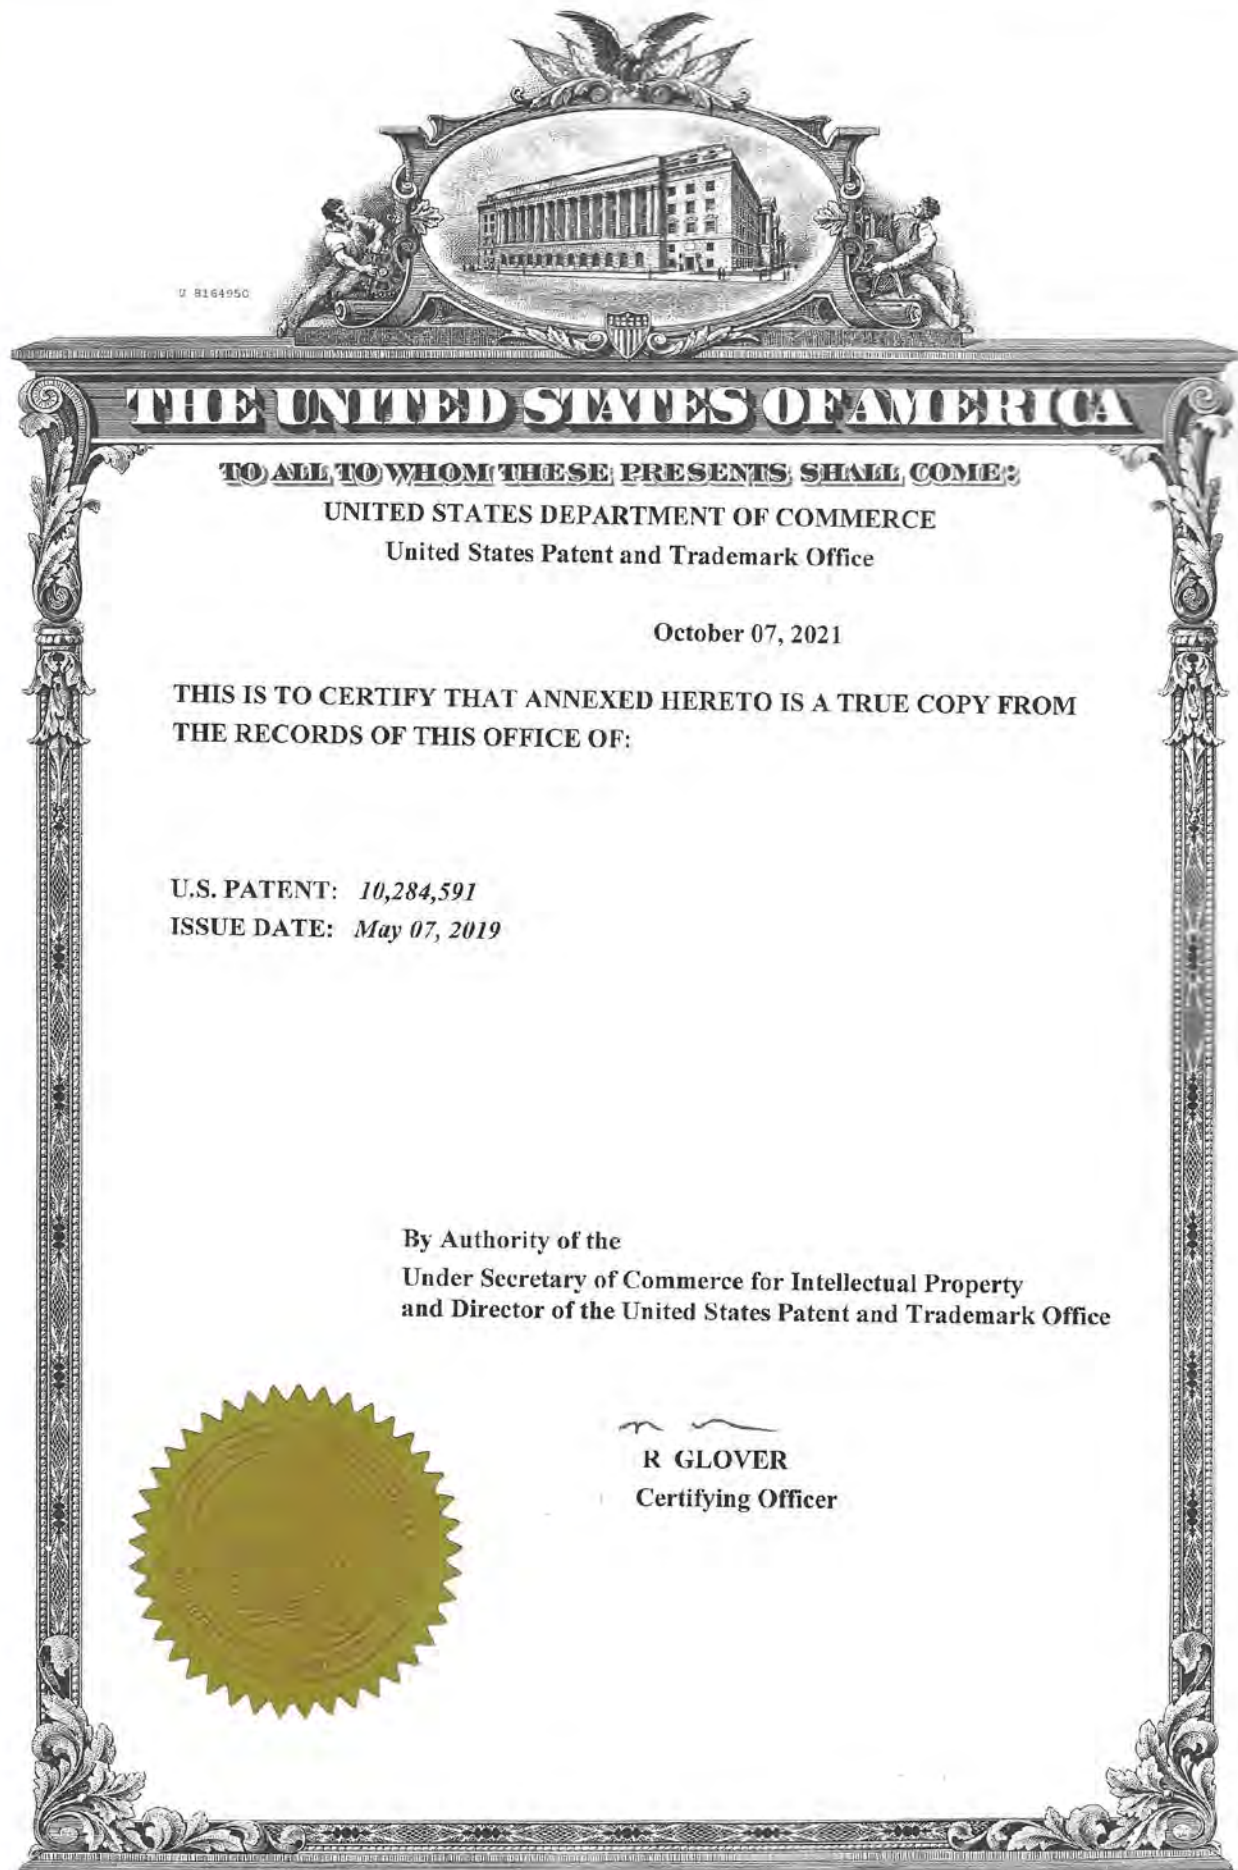 U 8164950
THE UNITED STATES OF AMERICA
TO ALL TO WHOM THESE PRESENTS SHALL COME:
UNITED STATES DEPARTMENT OF COMMERCE
United States Patent and Trademark Office
October 07, 2021
THIS IS TO CERTIFY THAT ANNEXED HERETO IS A TRUE COPY FROM
THE RECORDS OF THIS OFFICE OF:
U.S. PATENT: 10,284,591
ISSUE DATE: May 07, 2019
By Authority of the
Under Secretary of Commerce for Intellectual Property
and Director of the United States Patent and Trademark Office
R GLOVER
Certifying Officer